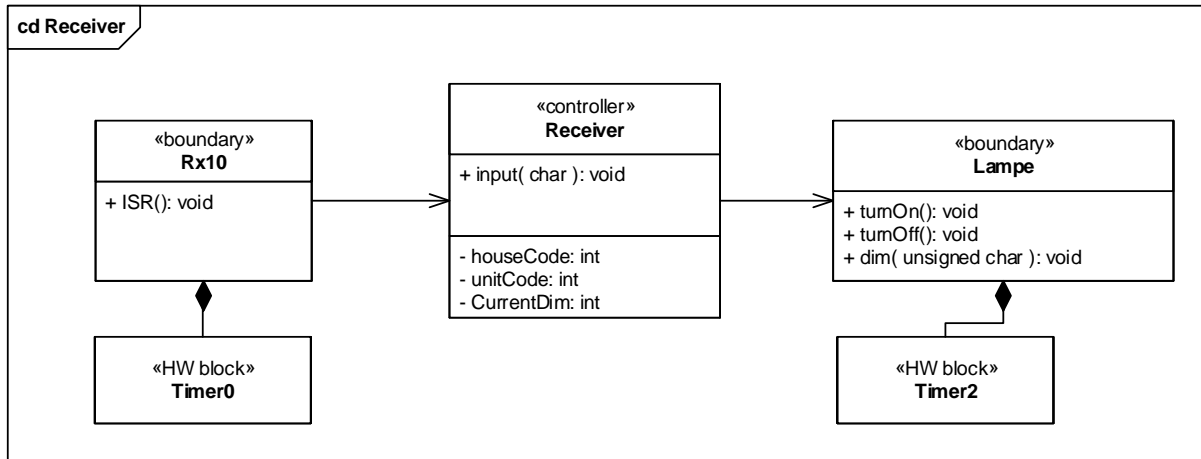 cd Receiver
«boundary»
Rx10
+ ISR(): void
«HW block»
Timer0
«controller»
Receiver
+ input( char ): void
- houseCode: int
- unitCode: int
- CurrentDim: int
«boundary»
Lampe
+ turnOn(): void
+ turnOff(): void
+ dim( unsigned char ): void
«HW block»
Timer2